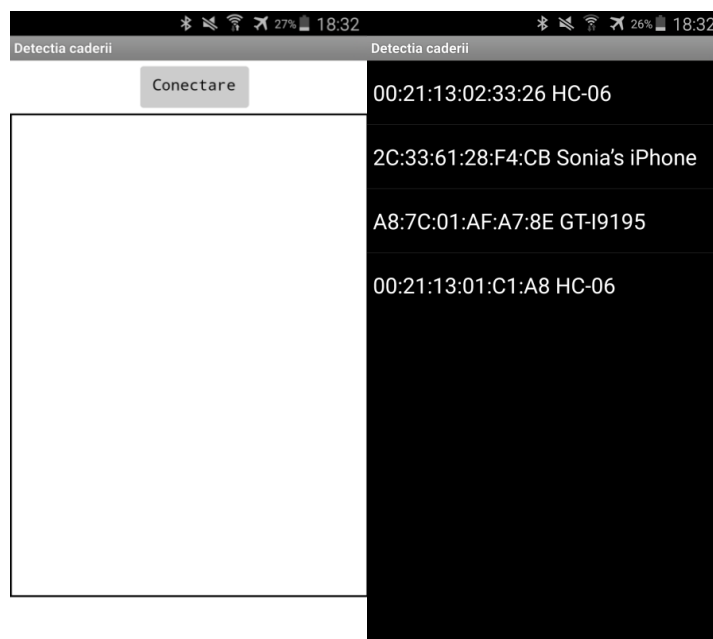 27% 18:32
Detectia caderii
Conectare
26% 18:32
Detectia caderii
00:21:13:02:33:26 HC-06
2C:33:61:28:F4:CB Sonia’s iPhone
A8:7C:01:AF:A7:8E GT-I9195
00:21:13:01:C1:A8 HC-06